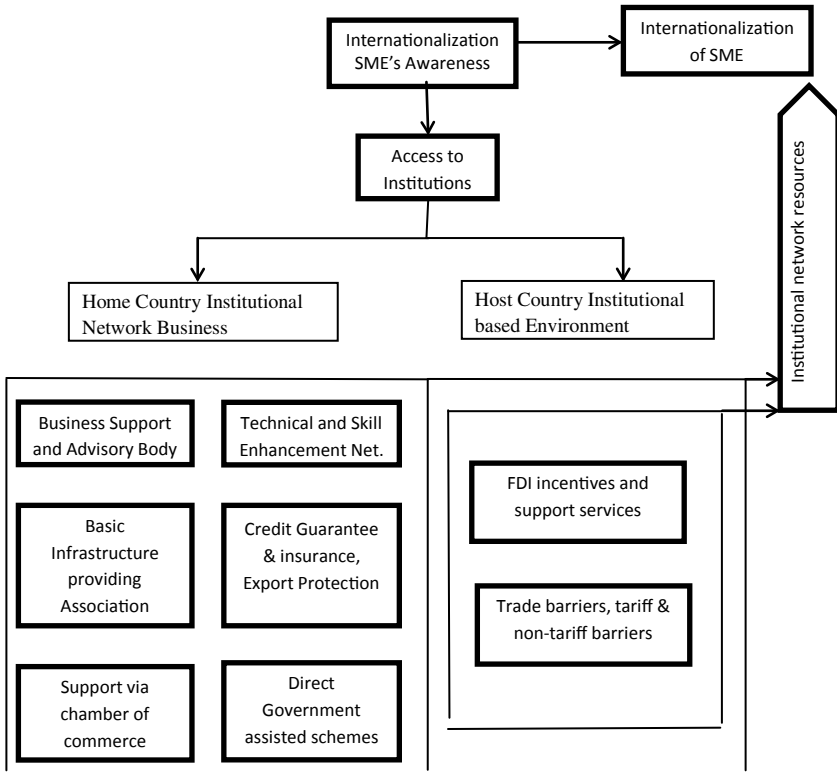 Internationalization
SME's Awareness
Internationalization
of SME
Access to
Institutions
Institutional network resources
Home Country Institutional
Network Business
Host Country Institutional
based Environment
Business Support
and Advisory Body
Technical and Skill
Enhancement Net.
FDI incentives and
support services
Basic
Infrastructure
providing
Association
Credit Guarantee
& insurance,
Export Protection
Trade barriers, tariff &
non-tariff barriers
Support via
chamber of
commerce
Direct
Government
assisted schemes